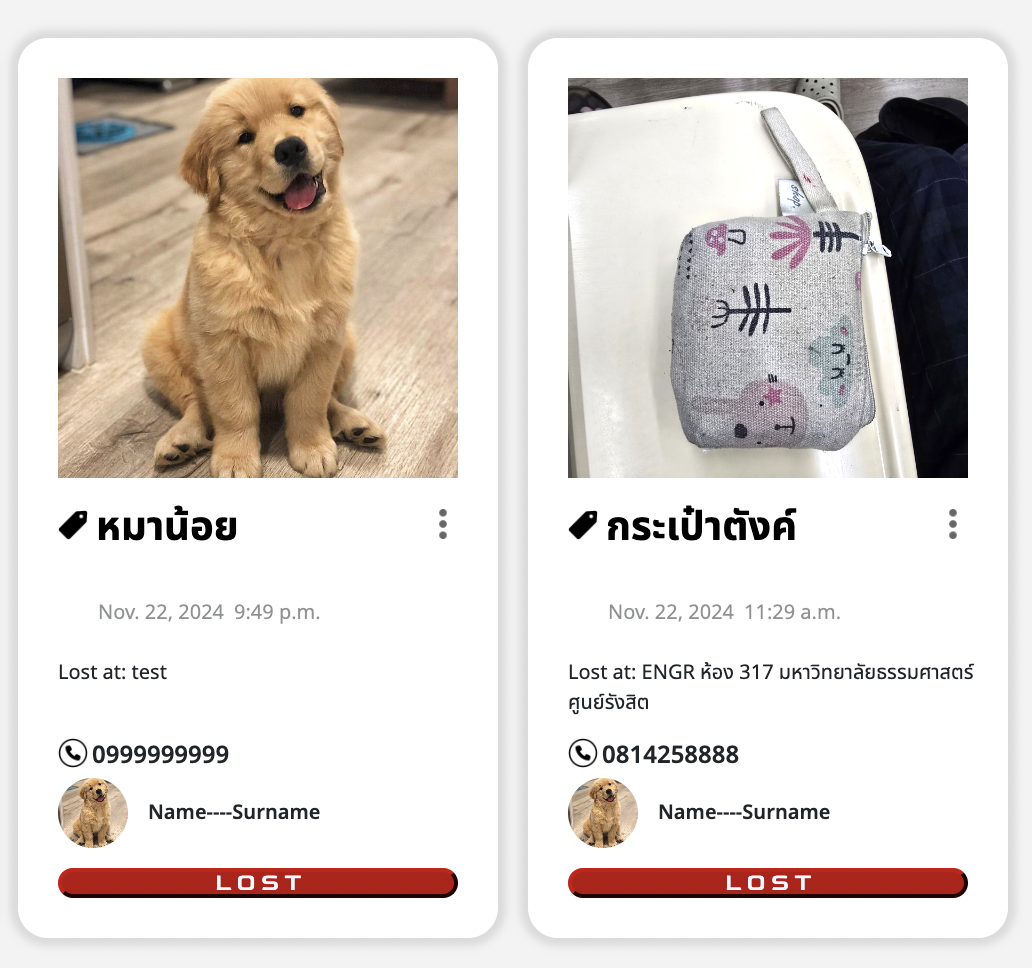 หมาน้อย
Nov. 22, 2024 9:49 p.m.
Lost at: test
0999999999
Name----Surname
LOST
shop.
กระเป๋าตังค์
Nov. 22, 2024 11:29 a.m.
Lost at: ENGR ห้อง 317 มหาวิทยาลัยธรรมศาสตร์
ศูนย์รังสิต
0814258888
Name----Surname
LOST